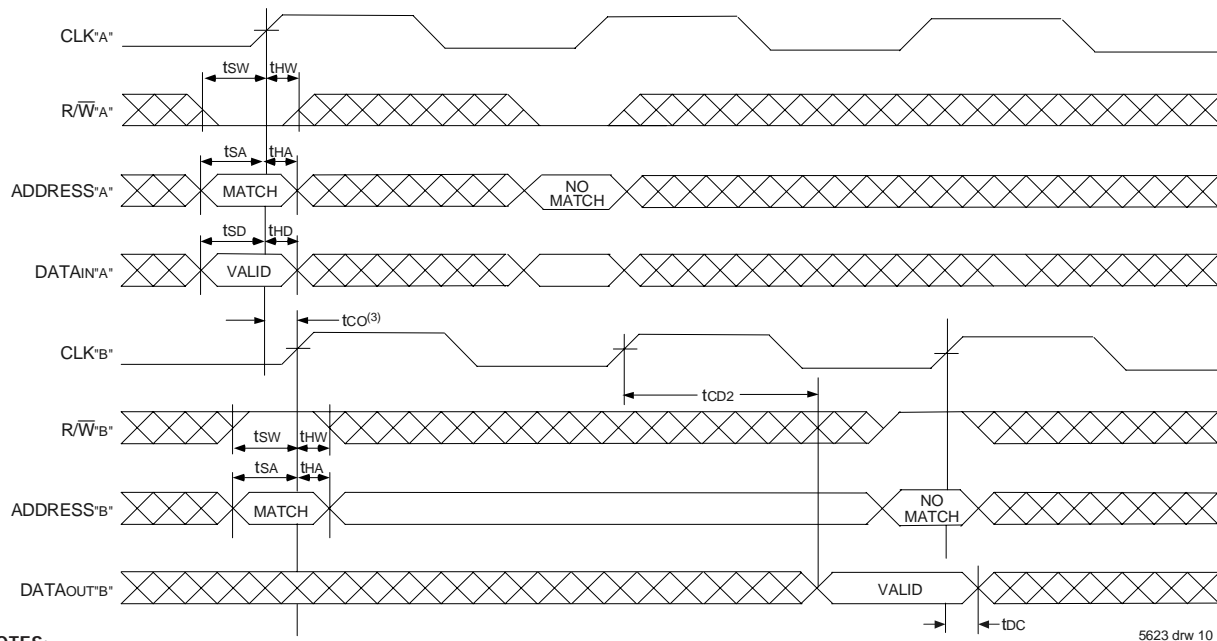 CLK"A"
tSW tHW
R/W̅"A"
tSA tHA
ADDRESS"A" MATCH NO MATCH
tSD tHD
DATAIN"A" VALID
tCO(3)
CLK"B"
tCD2
R/W̅"B"
tSW tHW
tSA tHA
ADDRESS"B" MATCH NO MATCH
DATAOUT"B" VALID
tDC
5623 drw 10